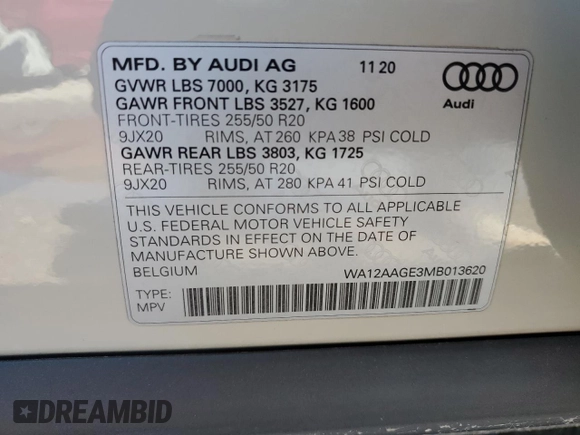 MFD. BY AUDI AG 11 20
GVWR LBS 7000, KG 3175
GAWR FRONT LBS 3527, KG 1600
FRONT-TIRES 255/50 R20
9JX20 RIMS, AT 260 KPA 38 PSI COLD
GAWR REAR LBS 3803, KG 1725
REAR-TIRES 255/50 R20
9JX20 RIMS, AT 280 KPA 41 PSI COLD
Audi
THIS VEHICLE CONFORMS TO ALL APPLICABLE
U.S. FEDERAL MOTOR VEHICLE SAFETY
STANDARDS IN EFFECT ON THE DATE OF
MANUFACTURE SHOWN ABOVE.
BELGIUM WA12AAGE3MB013620
TYPE:
MPV
DREAMBID